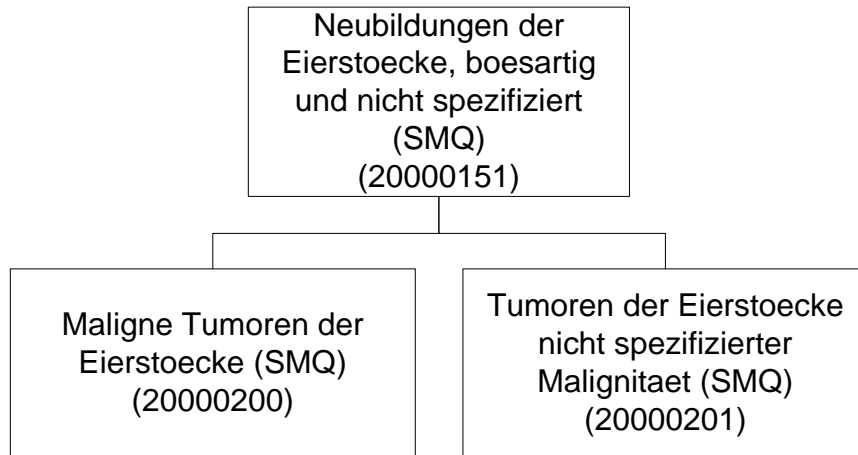 Neubildungen der
Eierstoecke, boesartig
und nicht spezifiziert
(SMQ)
(20000151)
Maligne Tumoren der
Eierstoecke (SMQ)
(20000200)
Tumoren der Eierstoecke
nicht spezifizierter
Malignitaet (SMQ)
(20000201)